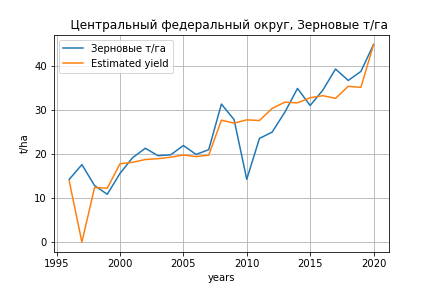 Центральный федеральный округ, Зерновые т/га
Зерновые т/га
Estimated yield
t/ha
40
30
20
10
0
1995
2000
2005
2010
2015
2020
years